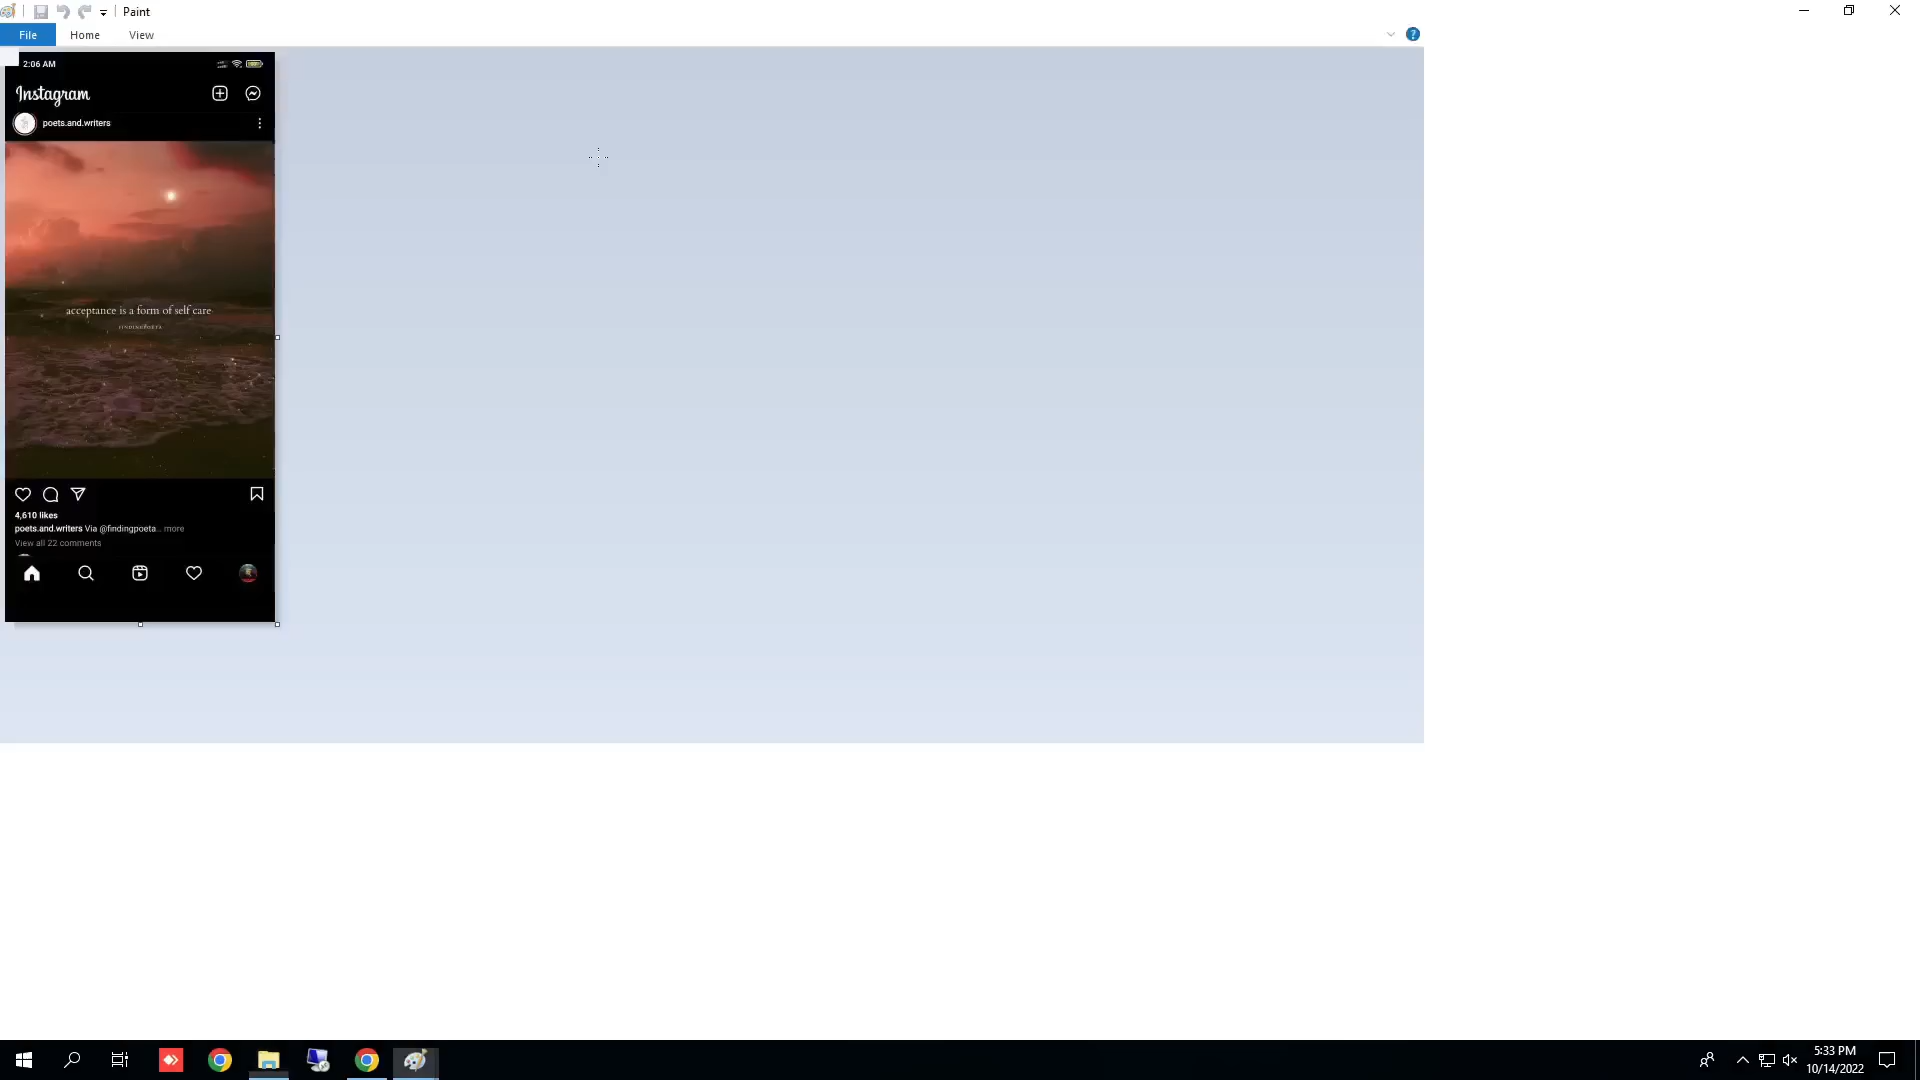 Paint
File Home View
2:06 AM
Instagram
poets.and.writers
acceptance is a form of self care
4,610 likes
poets.and.writers Via @findingpoeta... more
View all 22 comments
5:33 PM
10/14/2022